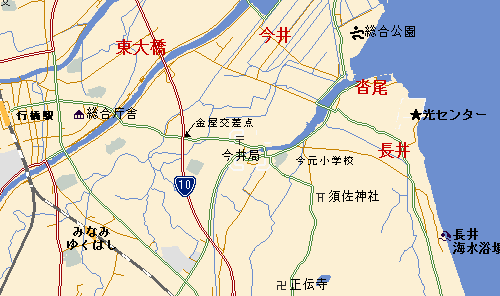 総合公園
今井
東大橋
沓尾
総合庁舎
行橋駅
金屋交差点
★光センター
今井局
今元小学校
長井
10
須佐神社
みなみ
ゆくはし
長井
海水浴場
正伝寺